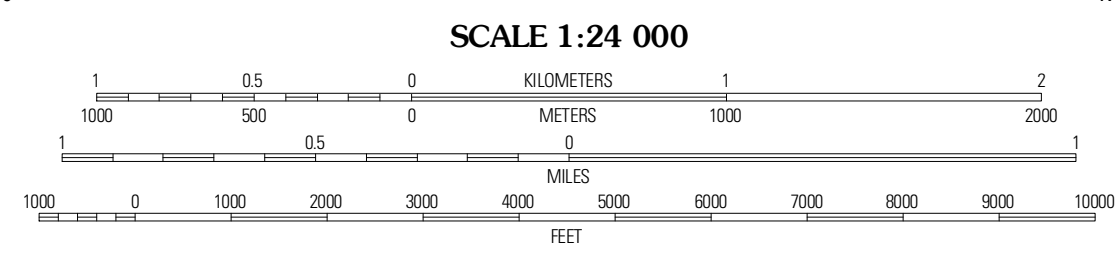 SCALE 1:24 000
1 0.5 0 KILOMETERS 1 2
1000 500 0 METERS 1000 2000
1 0.5 0 1
MILES
1000 0 1000 2000 3000 4000 5000 6000 7000 8000 9000 10000
FEET